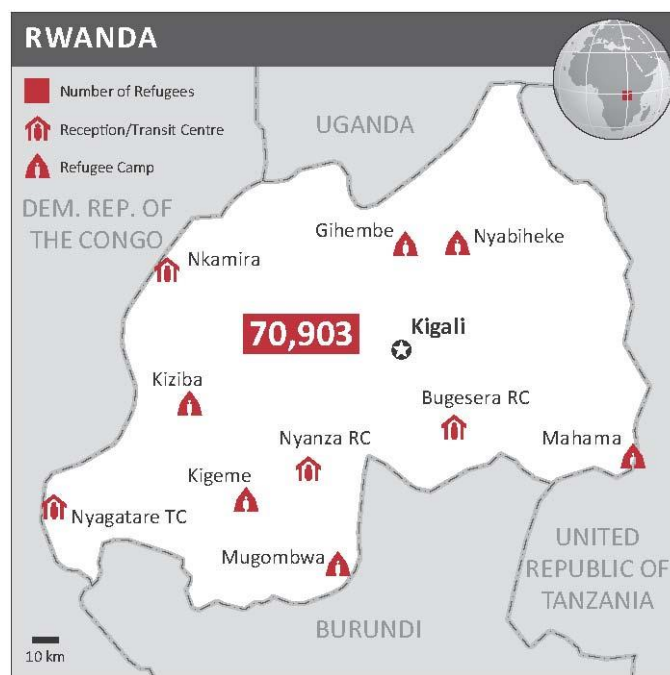 RWANDA
Number of Refugees
Reception/Transit Centre
Refugee Camp
UGANDA
DEM. REP. OF
THE CONGO
Gihembe
Nyabiheke
Nkamira
70,903
Kigali
Kiziba
Bugesera RC
Nyanza RC
Mahama
Kigeme
Nyagatare TC
Mugombwa
UNITED
REPUBLIC OF
TANZANIA
BURUNDI
10 km